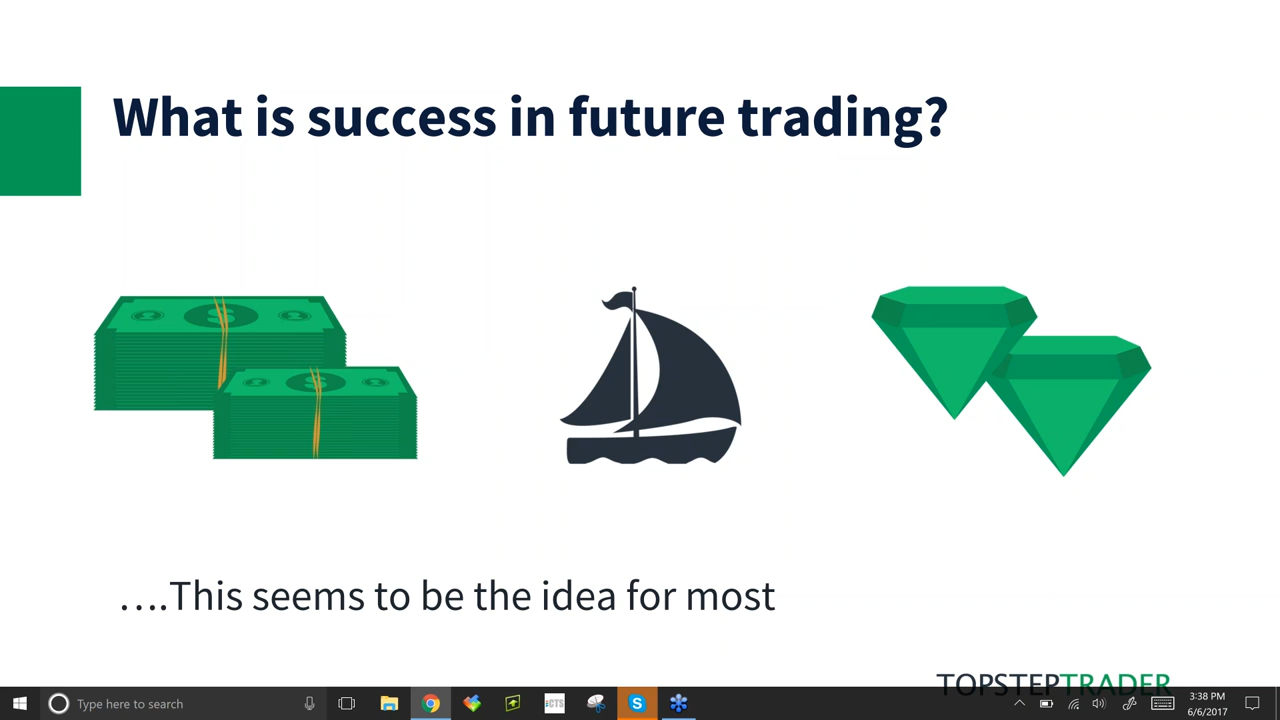 What is success in future trading?
$
$
….This seems to be the idea for most
TOPSTEPTRADER
Type here to search
#CTS
S
3:38 PM
6/6/2017